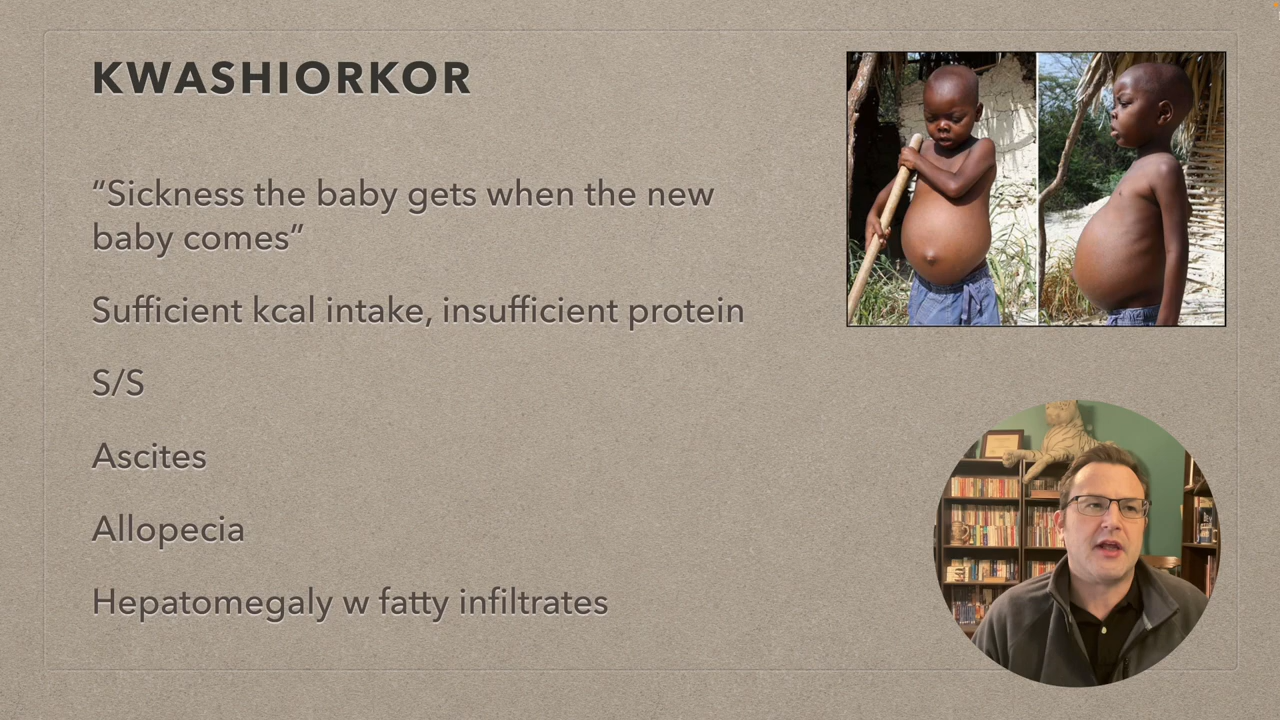 KWASHIORKOR
“Sickness the baby gets when the new
baby comes”
Sufficient kcal intake, insufficient protein
S/S
Ascites
Allopecia
Hepatomegaly w fatty infiltrates